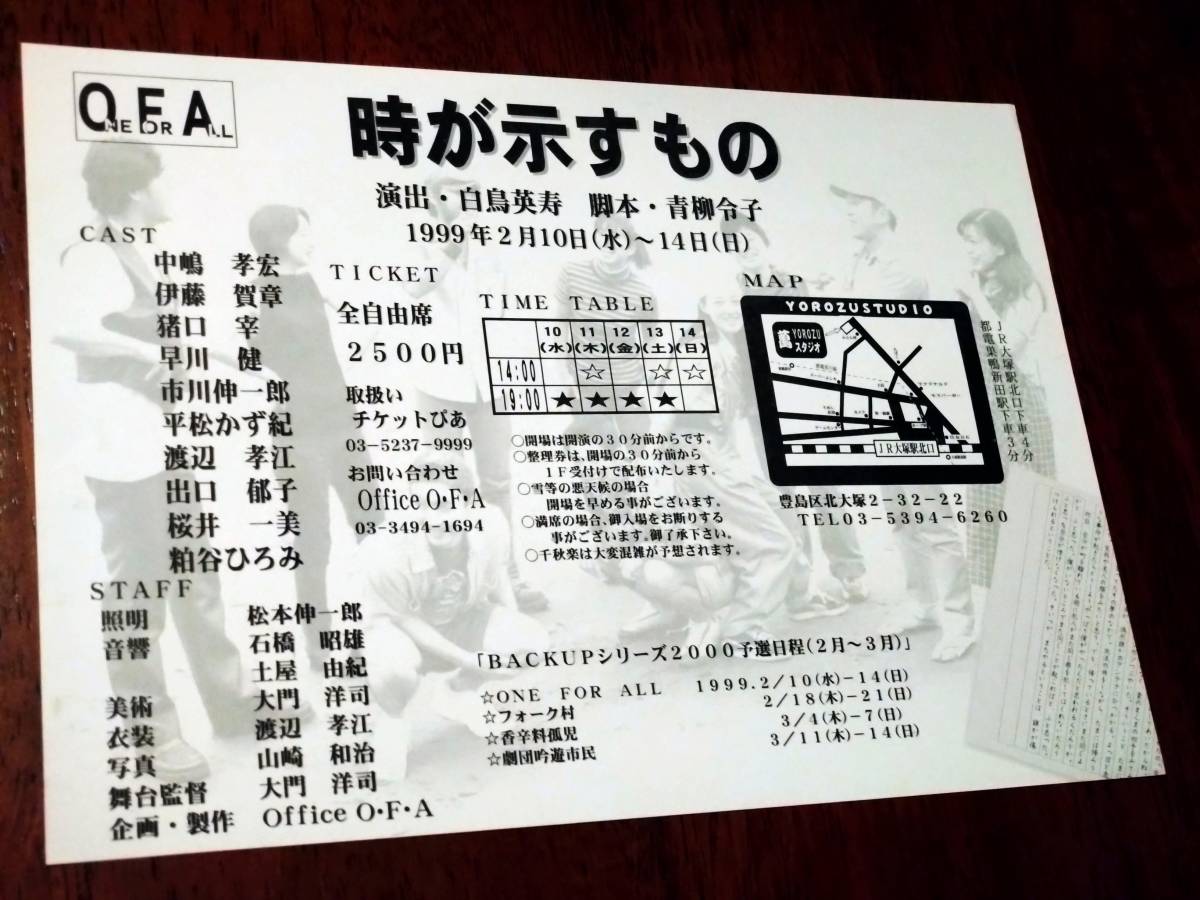 O.F.A
ONE FOR ALL
時が示すもの
演出・白鳥英寿 脚本・青柳令子
1999年2月10日(水)〜14日(日)
CAST
中嶋 孝宏
伊藤 賀章
猪口 宰
早川 健
市川伸一郎
平松かず紀
渡辺 孝江
出口 郁子
桜井 一美
粕谷ひろみ
STAFF
照明 松本伸一郎
音響 石橋 昭雄
土屋 由紀
美術 大門 洋司
衣装 渡辺 孝江
写真 山崎 和治
舞台監督 大門 洋司
企画・製作 Office O・F・A
TICKET
全自由席
2500円
取扱い
チケットぴあ
03−5237−9999
お問い合わせ
Office O・F・A
03−3494−1694
TIME TABLE
10 11 12 13 14
(水) (木) (金) (土) (日)
14:00 ☆ ☆ ☆
19:00 ★ ★ ★ ★
○開場は開演の30分前からです。
○整理券は、開場の30分前から
1F受付けで配布いたします。
○雪等の悪天候の場合
開場を早める事がございます。
○満席の場合、御入場をお断りする
事がございます。御了承下さい。
○千秋楽は大変混雑が予想されます。
MAP
YOROZU STUDIO
萬 YOROZU スタジオ
JR大塚駅北口
JR大塚駅北口下車4分
都電巣鴨新田駅下車3分
豊島区北大塚2−32−22
TEL03−5394−6260
「BACKUPシリーズ2000予選日程(2月〜3月)」
☆ONE FOR ALL 1999.2/10(水)−14(日)
☆フォーク村 2/18(木)−21(日)
☆香辛料孤児 3/4(木)−7(日)
☆劇団吟遊市民 3/11(木)−14(日)